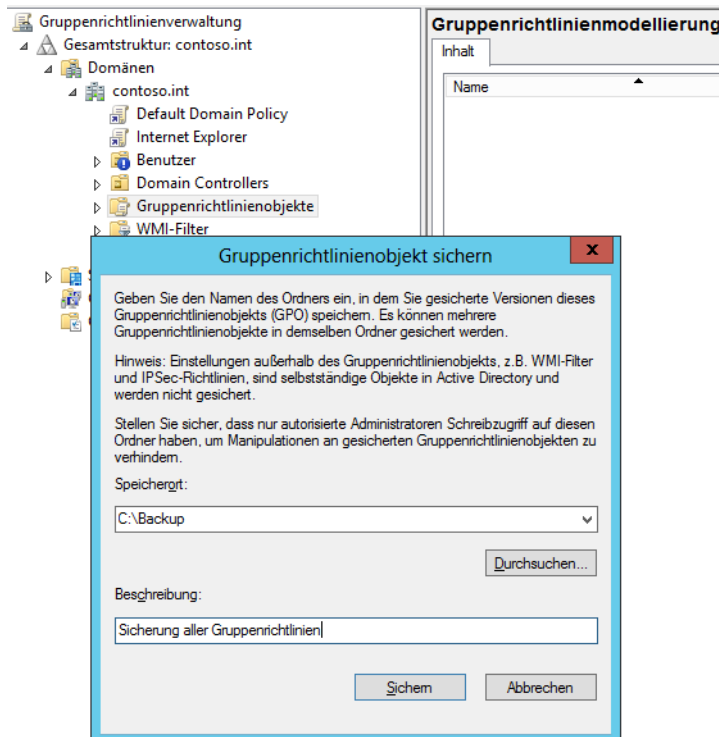 Gruppenrichtlinienverwaltung
Gesamtstruktur: contoso.int
Domänen
contoso.int
Default Domain Policy
Internet Explorer
Benutzer
Domain Controllers
Gruppenrichtlinienobjekte
WMI-Filter
Gruppenrichtlinienmodellierung
Inhalt
Name
Gruppenrichtlinienobjekt sichern
x
Geben Sie den Namen des Ordners ein, in dem Sie gesicherte Versionen dieses
Gruppenrichtlinienobjekts (GPO) speichern. Es können mehrere
Gruppenrichtlinienobjekte in demselben Ordner gesichert werden.
Hinweis: Einstellungen außerhalb des Gruppenrichtlinienobjekts, z.B. WMI-Filter
und IPSec-Richtlinien, sind selbstständige Objekte in Active Directory und
werden nicht gesichert.
Stellen Sie sicher, dass nur autorisierte Administratoren Schreibzugriff auf diesen
Ordner haben, um Manipulationen an gesicherten Gruppenrichtlinienobjekten zu
verhindern.
Speicherort:
C:\Backup
Durchsuchen...
Beschreibung:
Sicherung aller Gruppenrichtlinien
Sichern
Abbrechen